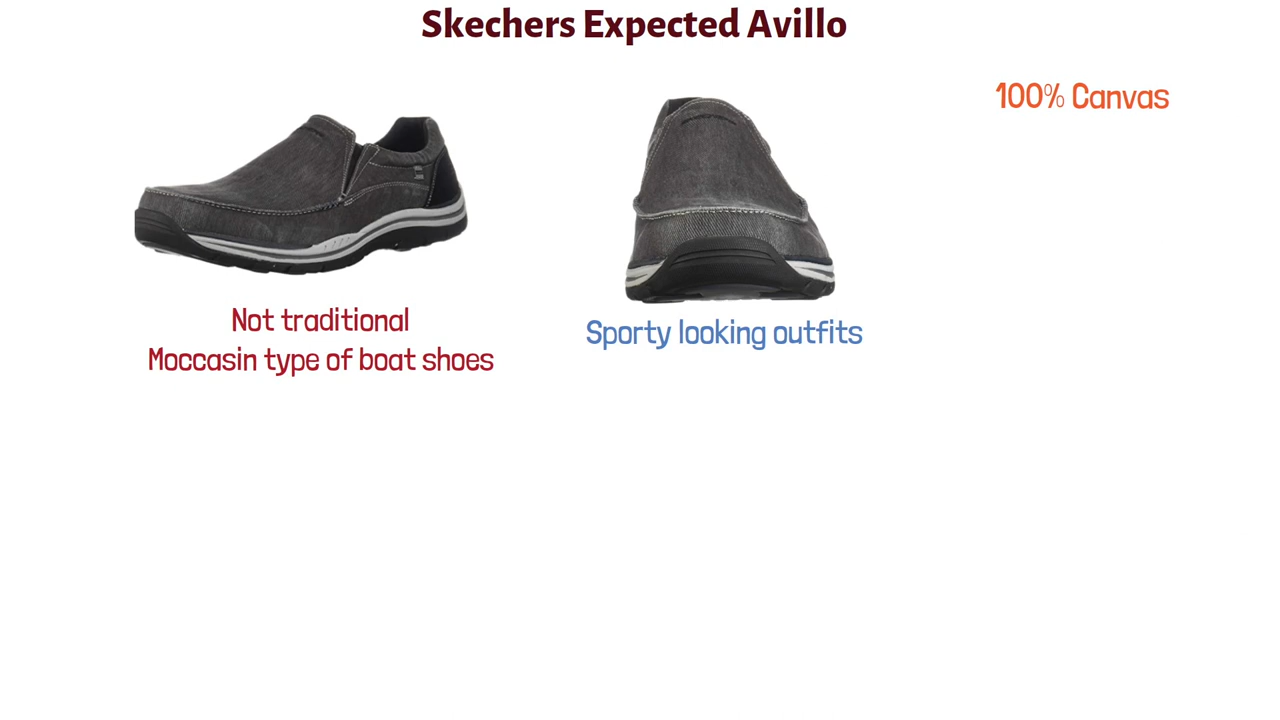 Skechers Expected Avillo
100% Canvas
Not traditional
Moccasin type of boat shoes
Sporty looking outfits